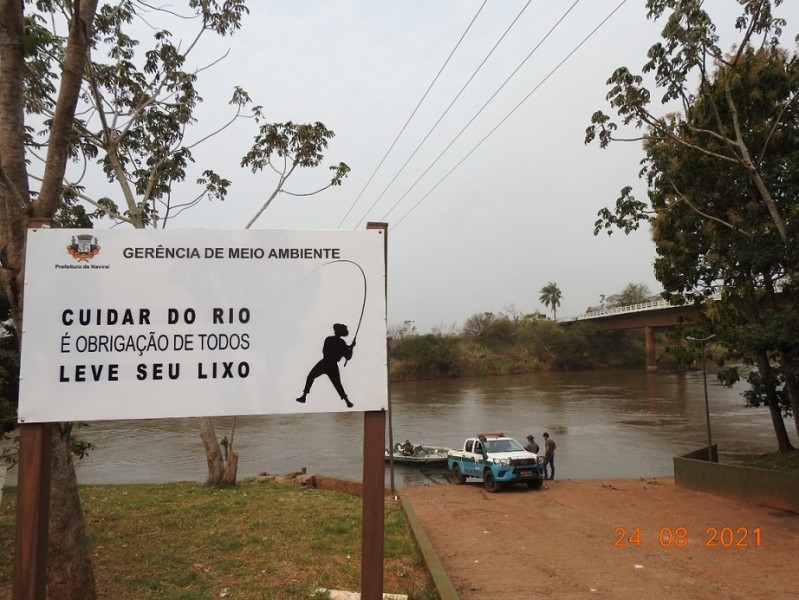 GERÊNCIA DE MEIO AMBIENTE
Prefeitura de Naviraí
CUIDAR DO RIO
É OBRIGAÇÃO DE TODOS
LEVE SEU LIXO
24 08 2021